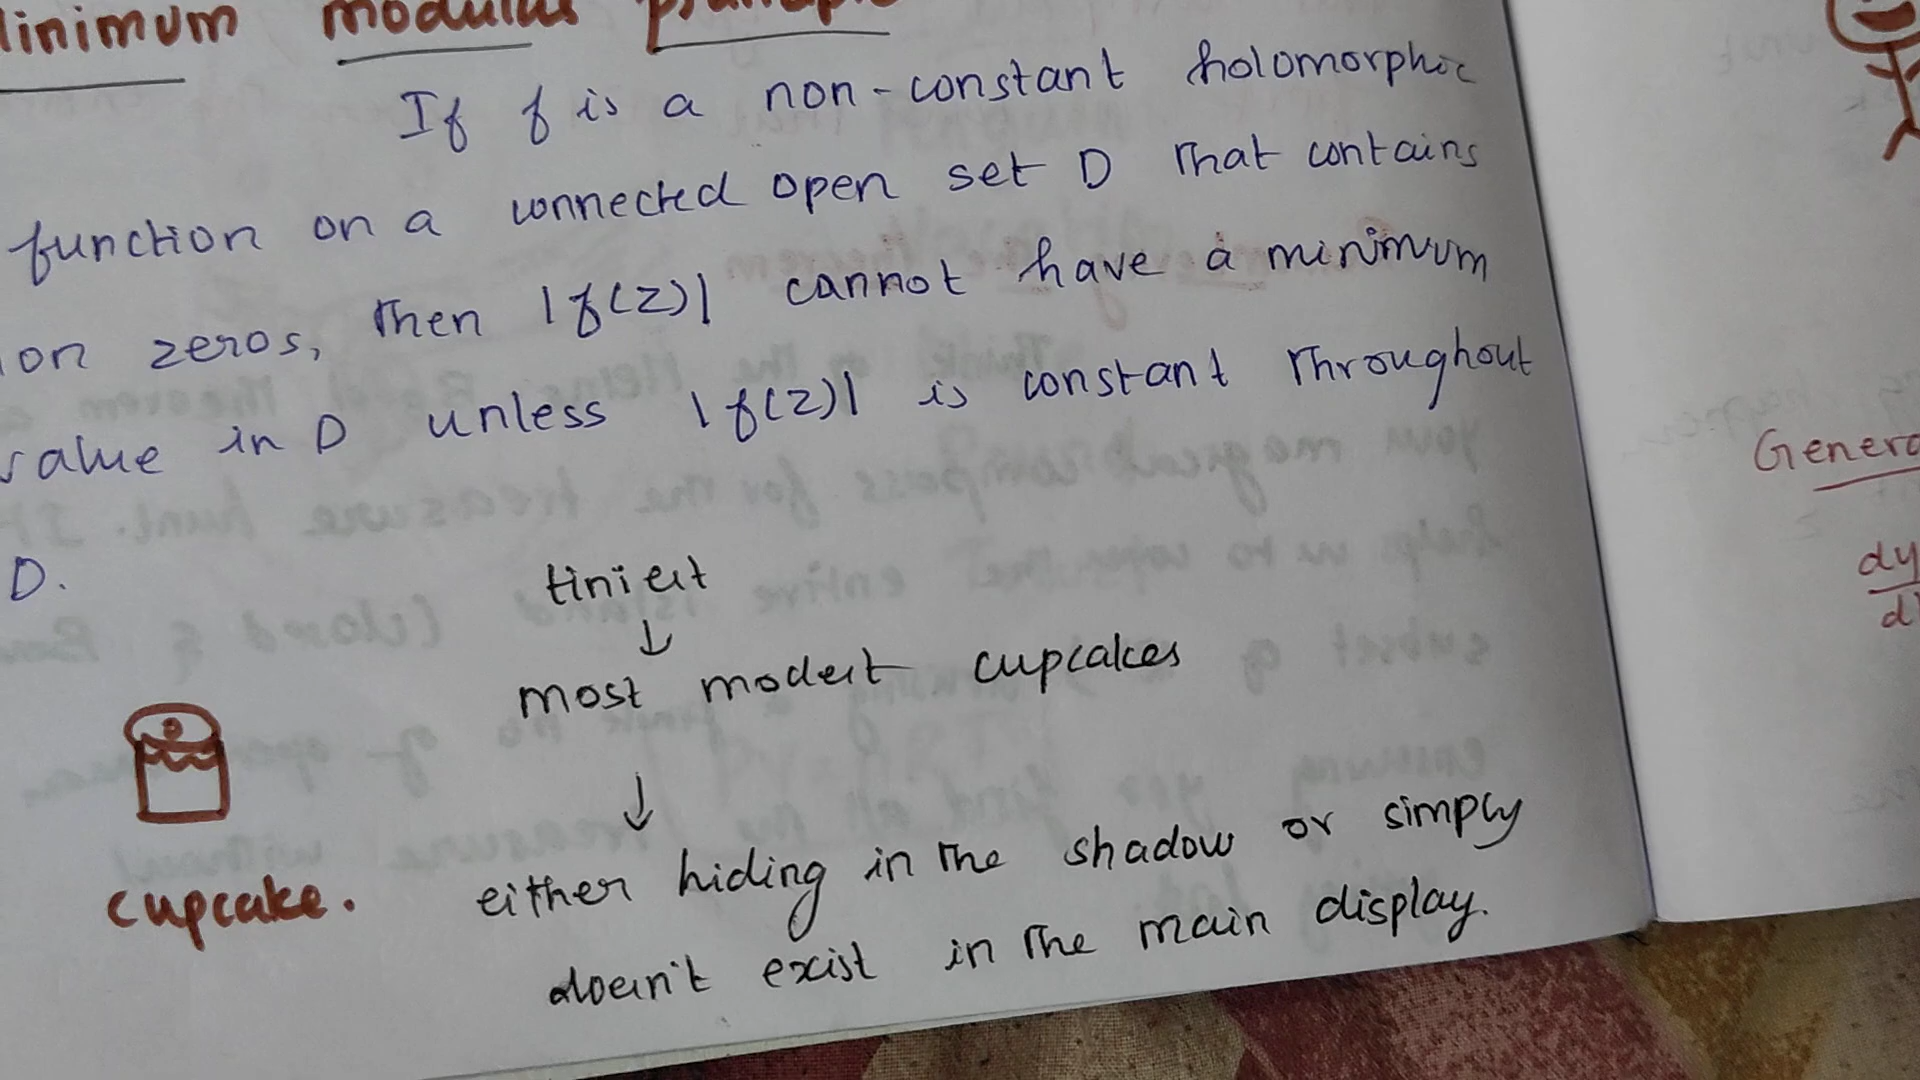 Minimum modulus principle
If f is a non-constant holomorphic
function on a connected open set D that contains
zeros, then |f(z)| cannot have a minimum
value in D unless |f(z)| is constant throughout
D.
tiniest
↓
most modest cupcakes
↓
either hiding in the shadow or simply
doesn't exist in the main display.
cupcake.
Genera
dy